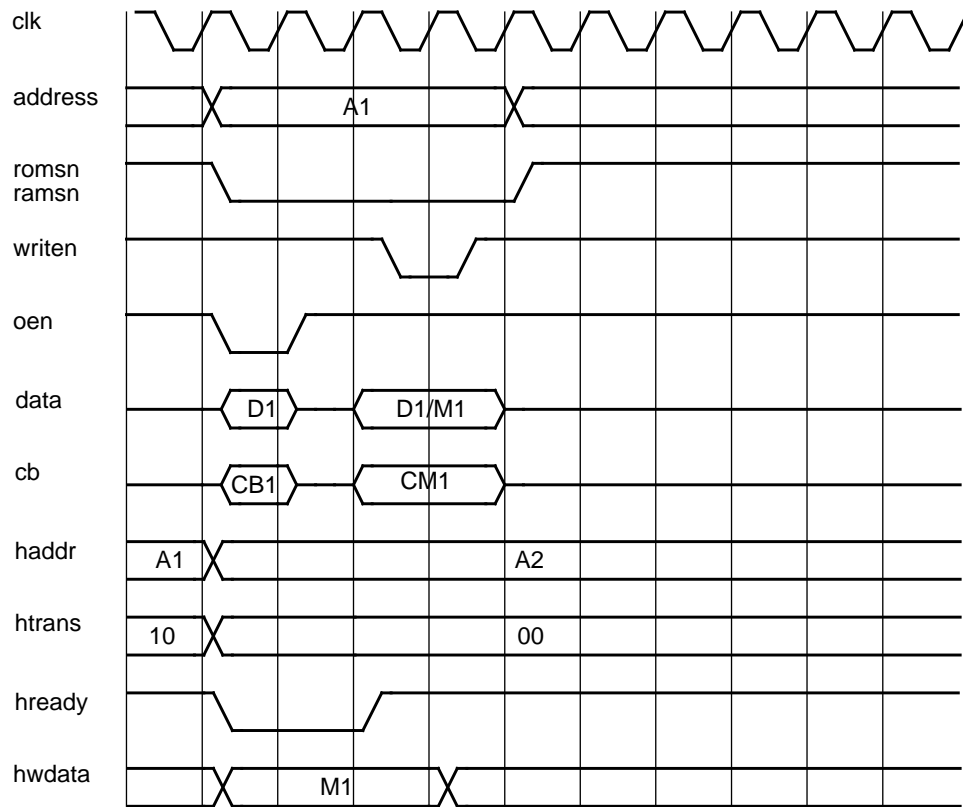 clk
address
A1
romsn
ramsn
writen
oen
data
D1
D1/M1
cb
CB1
CM1
haddr
A1
A2
htrans
10
00
hready
hwdata
M1